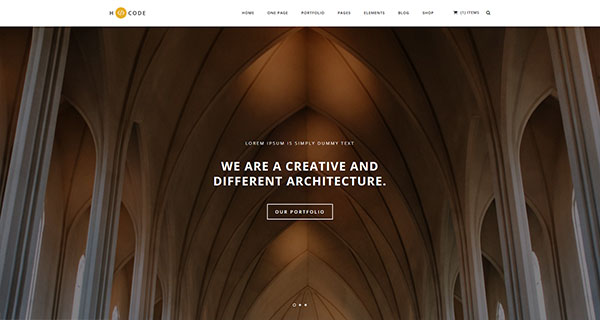 H </> CODE
HOME ONE PAGE PORTFOLIO PAGES ELEMENTS BLOG SHOP (7) ITEMS
LOREM IPSUM IS SIMPLY DUMMY TEXT
WE ARE A CREATIVE AND
DIFFERENT ARCHITECTURE.
OUR PORTFOLIO